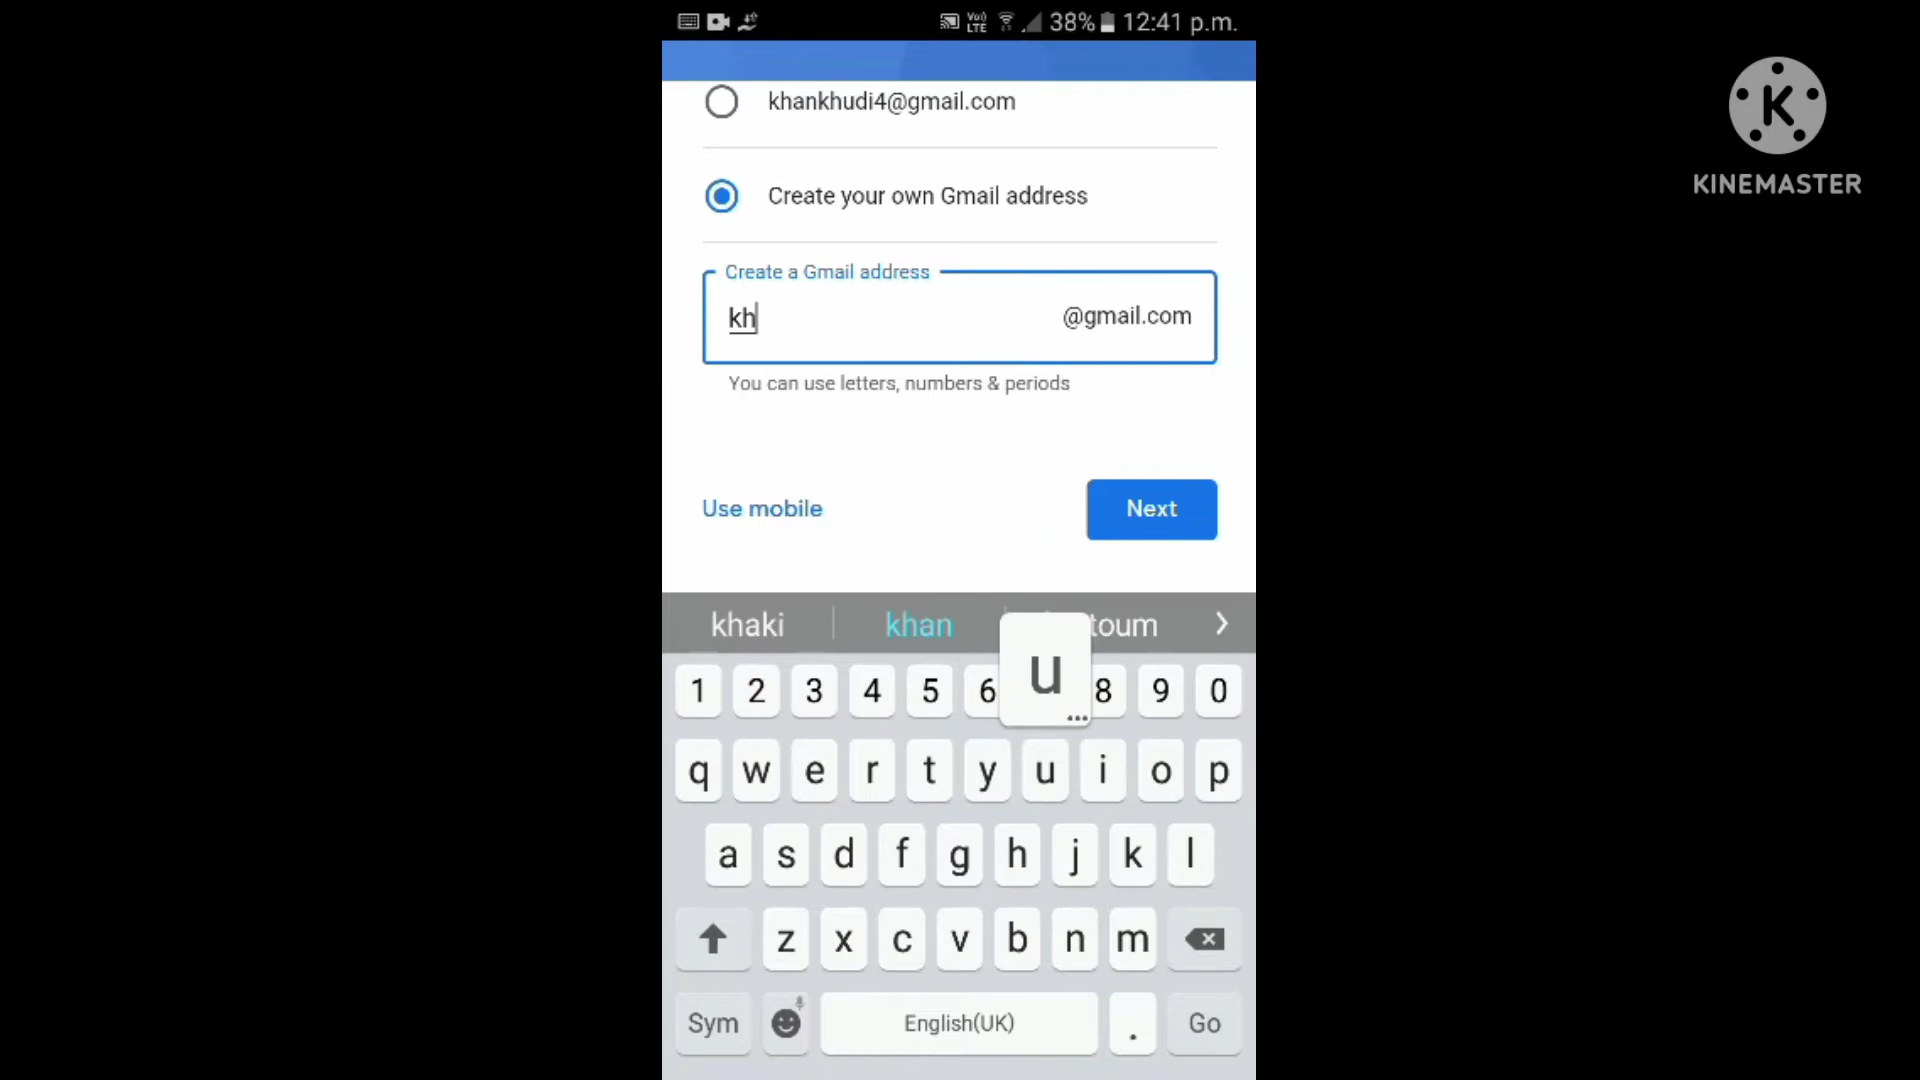 Vo) LTE 38% 12:41 p.m.
khankhudi4@gmail.com
K
KINEMASTER
Create your own Gmail address
Create a Gmail address
kh @gmail.com
You can use letters, numbers & periods
Use mobile Next
khaki khan toum
u
1 2 3 4 5 6 8 9 0
q w e r t y u i o p
a s d f g h j k l
z x c v b n m
Sym English(UK) . Go